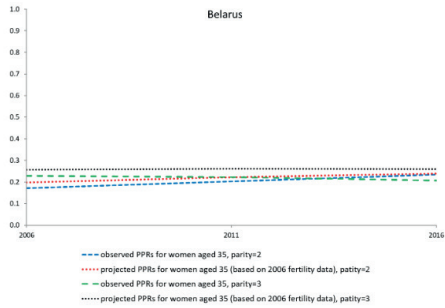 Belarus
1.0
0.9
0.8
0.7
0.6
0.5
0.4
0.3
0.2
0.1
0.0
2006 2011 2016
observed PPRs for women aged 35, parity=2
projected PPRs for women aged 35 (based on 2006 fertility data), patity=2
observed PPRs for women aged 35, parity=3
projected PPRs for women aged 35 (based on 2006 fertility data), patity=3